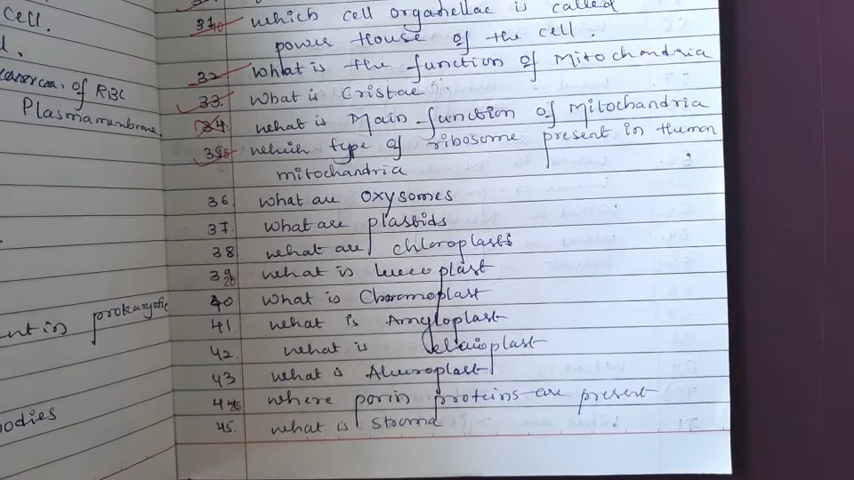 cell.
of RBC
Plasmamembrane.
prokaryotic
31. which cell organellae is called
power House of the cell.
32. What is the function of Mitochandria
33. What is Cristae
34. what is Main function of Mitochandria
35. which type of ribosome present in Human
mitochandria
36. what are oxysomes
37. what are plastids
38 what are chloroplasts
39 what is leucoplast
40 What is Chromoplast
41 what is Amyloplast
42. what is elaioplast
43 what is Aleuroplast
44 where porin proteins are present
45. what is stroma